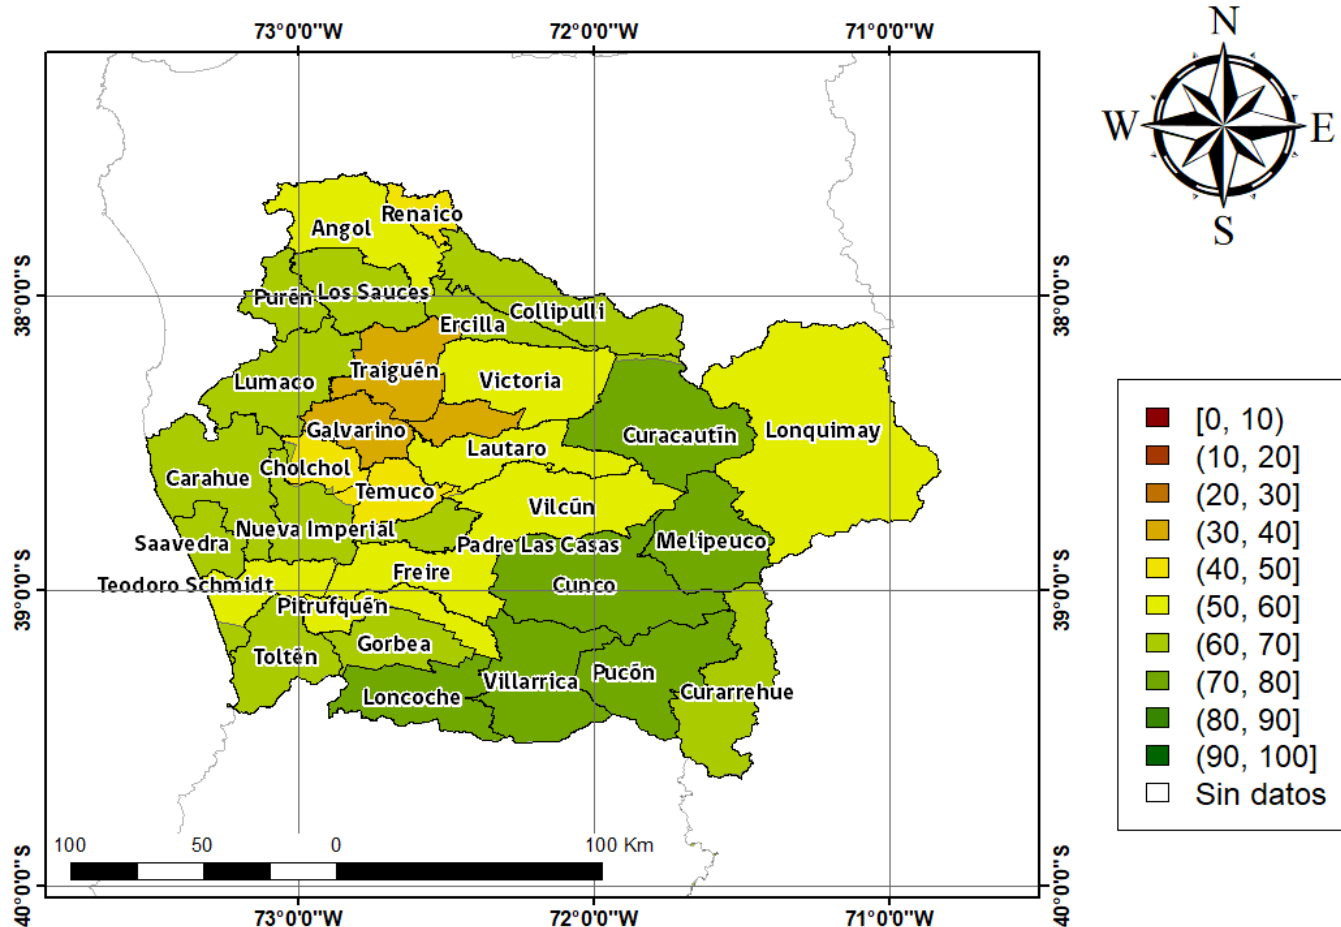 73°0'0"W
72°0'0"W
71°0'0"W
N
W
E
S
38°0'0"S
38°0'0"S
39°0'0"S
39°0'0"S
40°0'0"S
40°0'0"S
Renaico
Angol
Purén
Los Sauces
Collipulli
Ercilla
Traiguén
Victoria
Lumaco
Galvarino
Curacautín
Lonquimay
Lautaro
Cholchol
Carahue
Temuco
Vilcún
Nueva Imperial
Saavedra
Padre Las Casas
Melipeuco
Freire
Teodoro Schmidt
Cunco
Pitrufquén
Gorbea
Toltén
Pucón
Villarrica
Curarrehue
Loncoche
[0, 10)
(10, 20]
(20, 30]
(30, 40]
(40, 50]
(50, 60]
(60, 70]
(70, 80]
(80, 90]
(90, 100]
Sin datos
100
50
0
100 Km
73°0'0"W
72°0'0"W
71°0'0"W